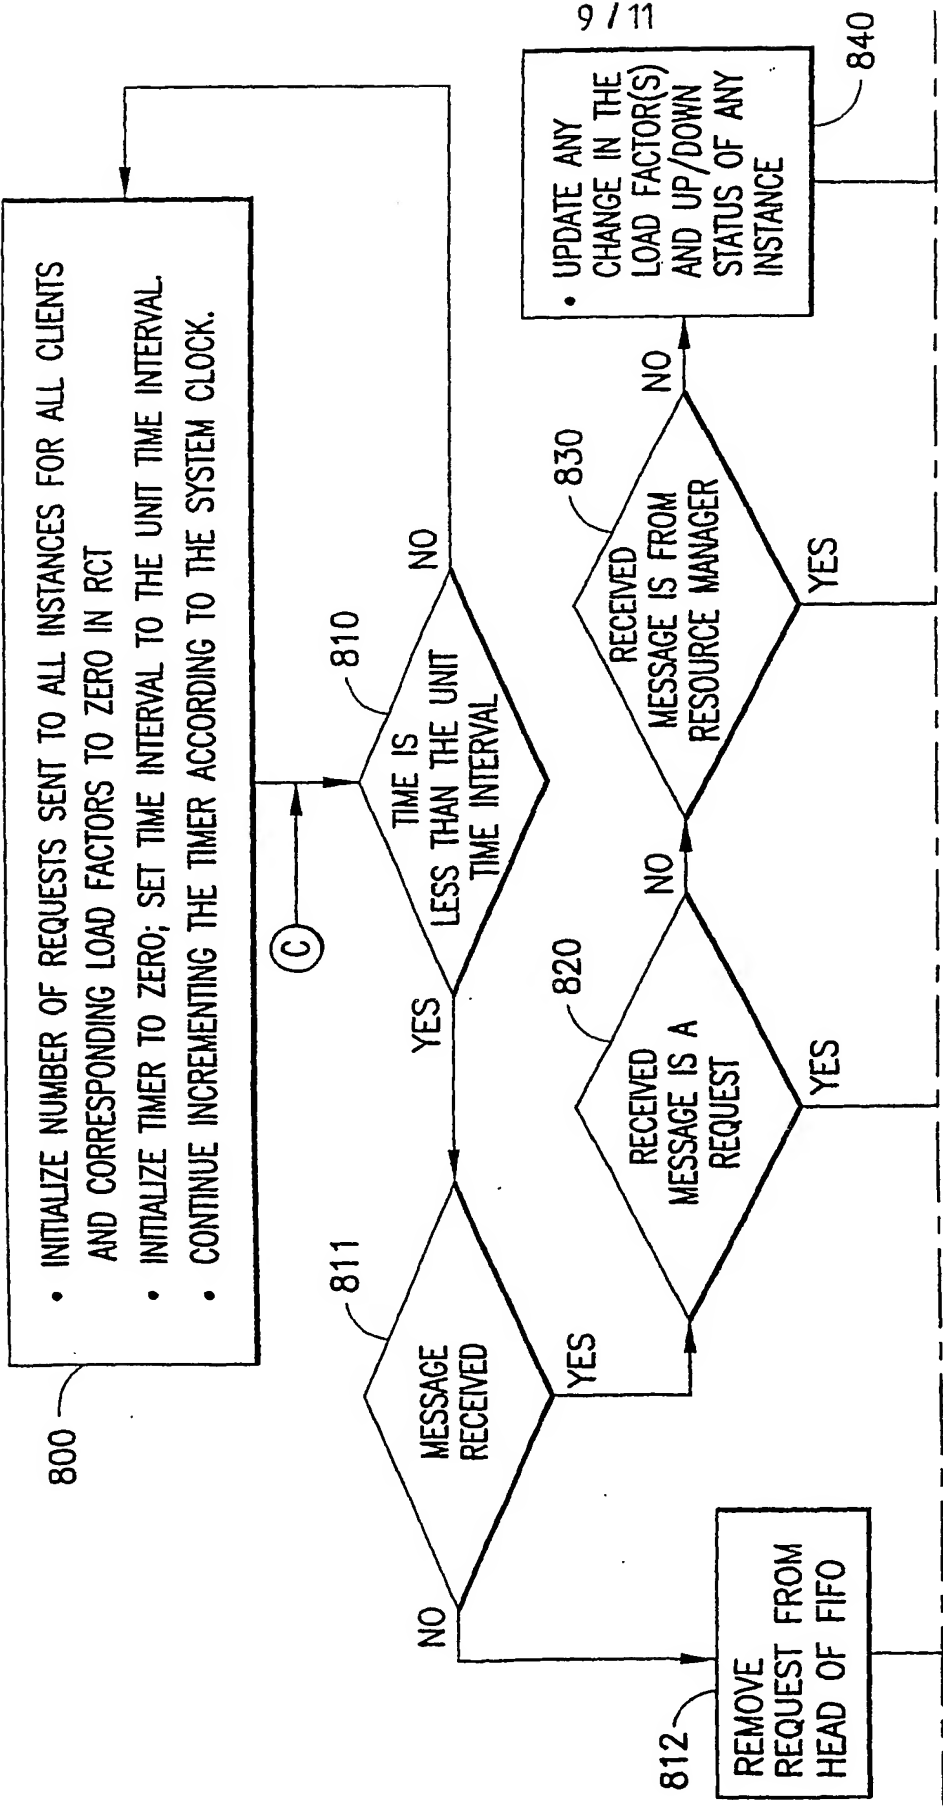 9 / 11
800
• INITIALIZE NUMBER OF REQUESTS SENT TO ALL INSTANCES FOR ALL CLIENTS
AND CORRESPONDING LOAD FACTORS TO ZERO IN RCT
• INITIALIZE TIMER TO ZERO; SET TIME INTERVAL TO THE UNIT TIME INTERVAL.
• CONTINUE INCREMENTING THE TIMER ACCORDING TO THE SYSTEM CLOCK.
C
810
TIME IS
LESS THAN THE UNIT
TIME INTERVAL
NO
YES
811
MESSAGE
RECEIVED
NO
YES
812
REMOVE
REQUEST FROM
HEAD OF FIFO
820
RECEIVED
MESSAGE IS A
REQUEST
NO
YES
830
RECEIVED
MESSAGE IS FROM
RESOURCE MANAGER
NO
YES
• UPDATE ANY
CHANGE IN THE
LOAD FACTOR(S)
AND UP/DOWN
STATUS OF ANY
INSTANCE
840